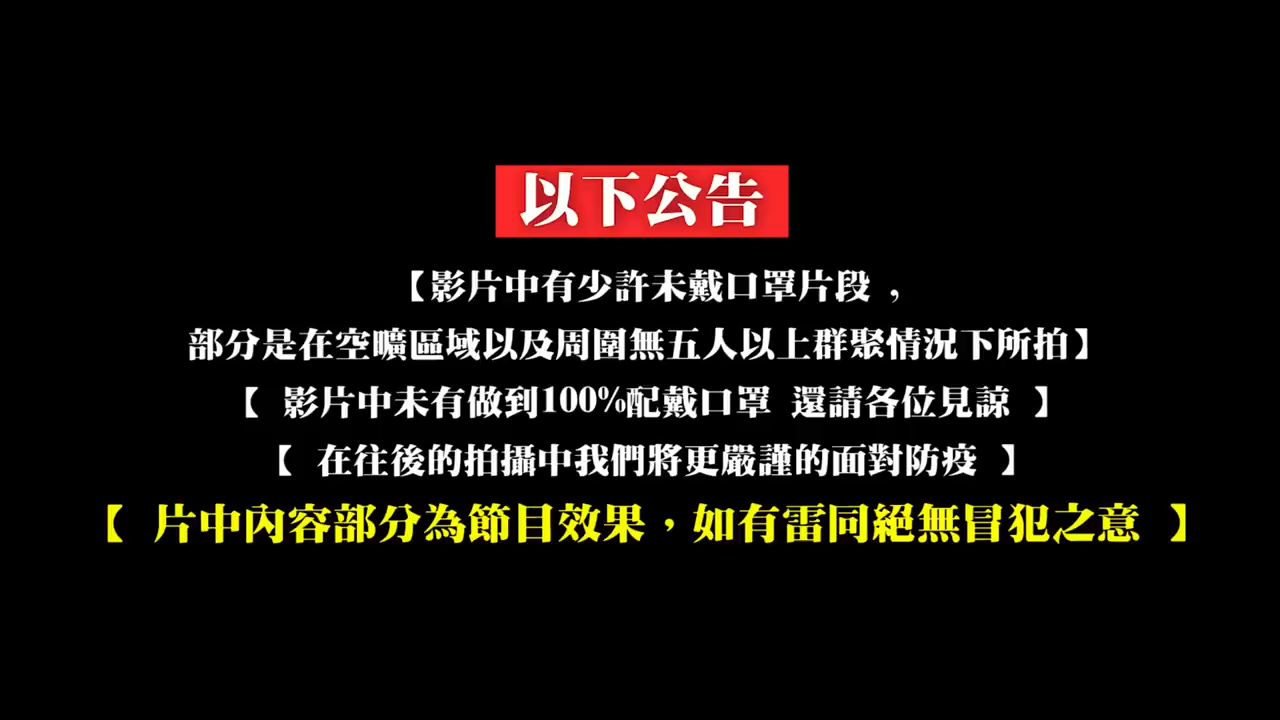 以下公告
【影片中有少許未戴口罩片段 ,
部分是在空曠區域以及周圍無五人以上群聚情況下所拍】
【 影片中未有做到100%配戴口罩 還請各位見諒 】
【 在往後的拍攝中我們將更嚴謹的面對防疫 】
【 片中內容部分為節目效果，如有雷同絕無冒犯之意 】